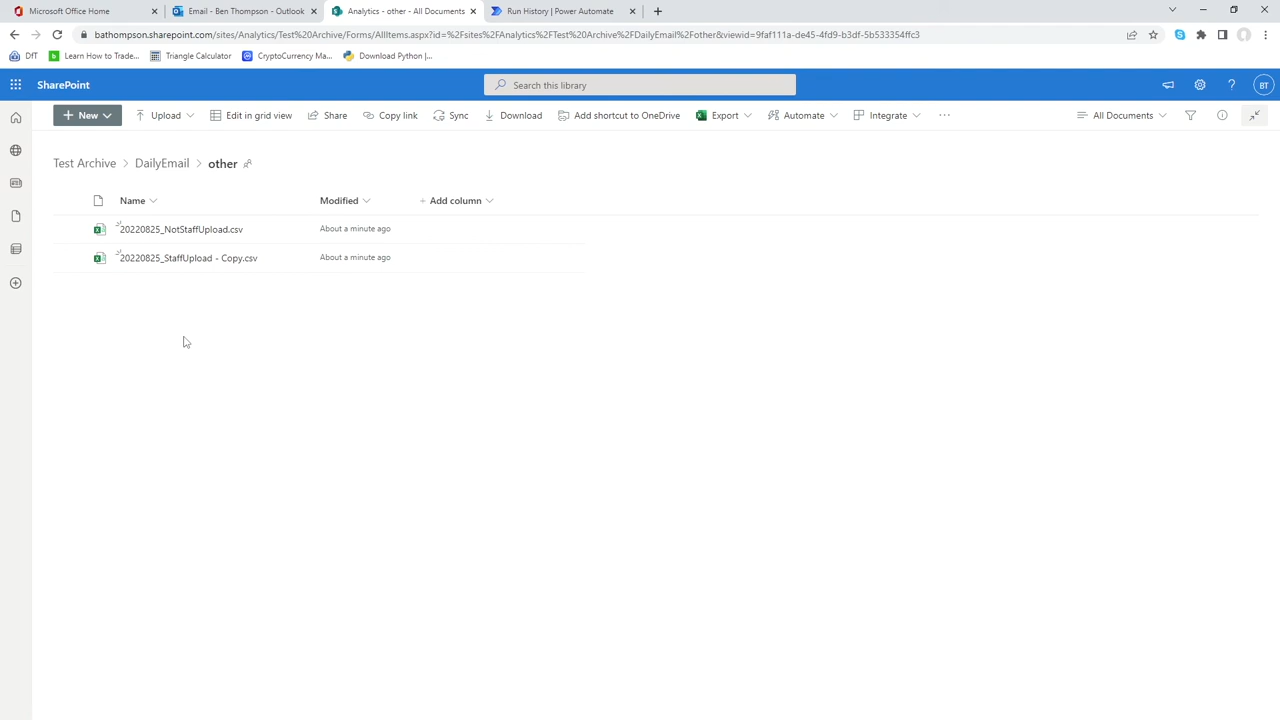 Microsoft Office Home
Email - Ben Thompson - Outlook
Analytics - other - All Documents
Run History | Power Automate
bathompson.sharepoint.com/sites/Analytics/Test%20Archive/Forms/AllItems.aspx?id=%2Fsites%2FAnalytics%2FTest%20Archive%2FDailyEmail%2Fother&viewid=9faf111a-de45-4fd9-b3df-5b533354ffc3
DfT
Learn How to Trade...
Triangle Calculator
CryptoCurrency Ma...
Download Python |...
SharePoint
Search this library
BT
New
Upload
Edit in grid view
Share
Copy link
Sync
Download
Add shortcut to OneDrive
Export
Automate
Integrate
All Documents
Test Archive > DailyEmail > other
Name
Modified
+ Add column
20220825_NotStaffUpload.csv
About a minute ago
20220825_StaffUpload - Copy.csv
About a minute ago